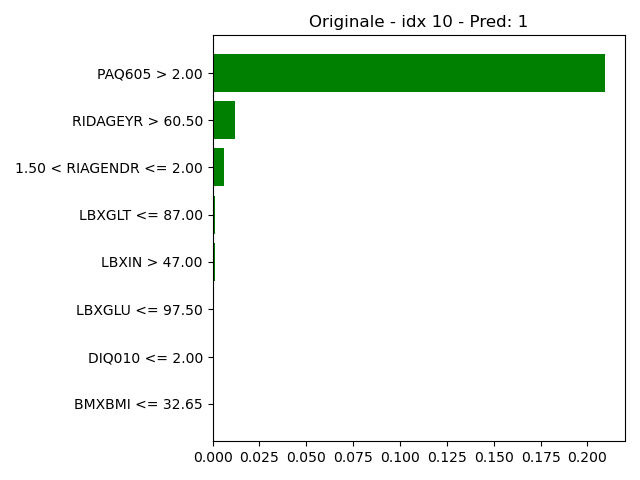 Originale - idx 10 - Pred: 1
PAQ605 > 2.00
RIDAGEYR > 60.50
1.50 < RIAGENDR <= 2.00
LBXGLT <= 87.00
LBXIN > 47.00
LBXGLU <= 97.50
DIQ010 <= 2.00
BMXBMI <= 32.65
0.000 0.025 0.050 0.075 0.100 0.125 0.150 0.175 0.200